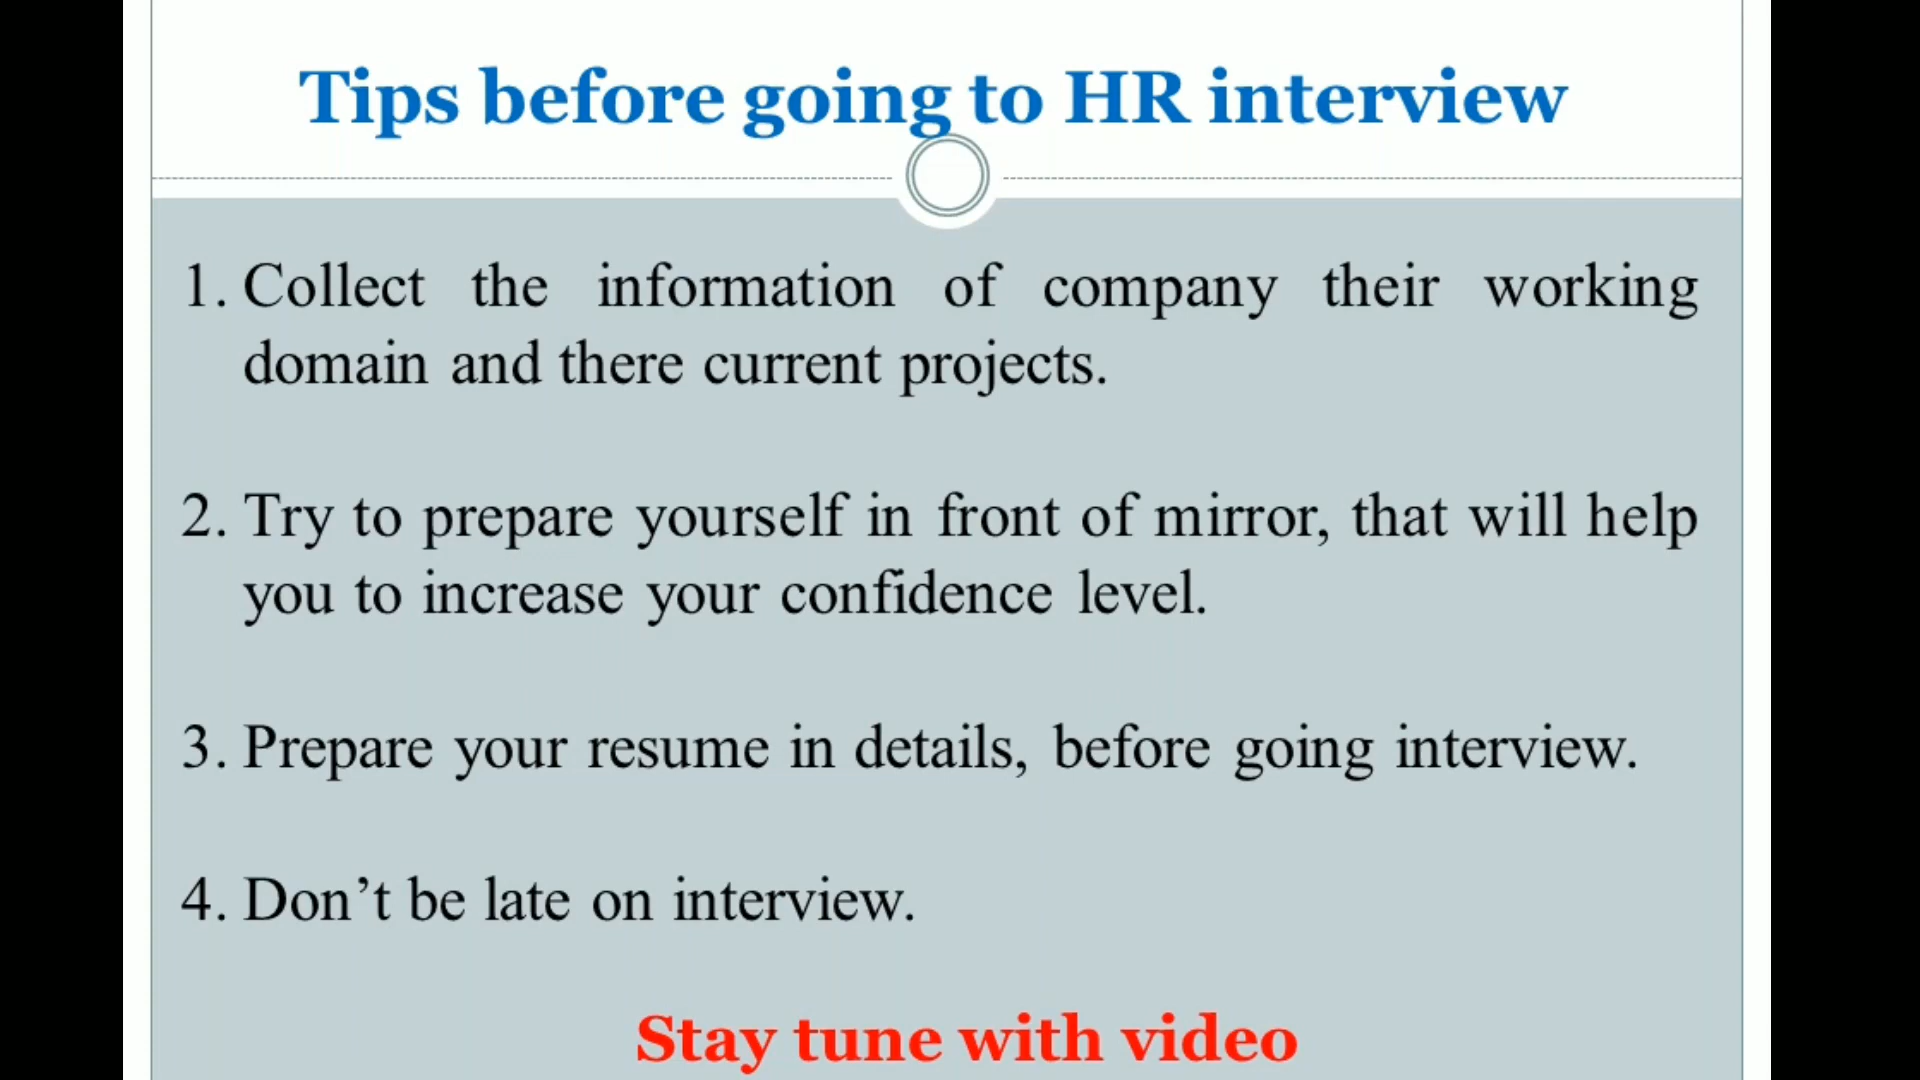 Tips before going to HR interview
1. Collect the information of company their working
domain and there current projects.
2. Try to prepare yourself in front of mirror, that will help
you to increase your confidence level.
3. Prepare your resume in details, before going interview.
4. Don’t be late on interview.
Stay tune with video